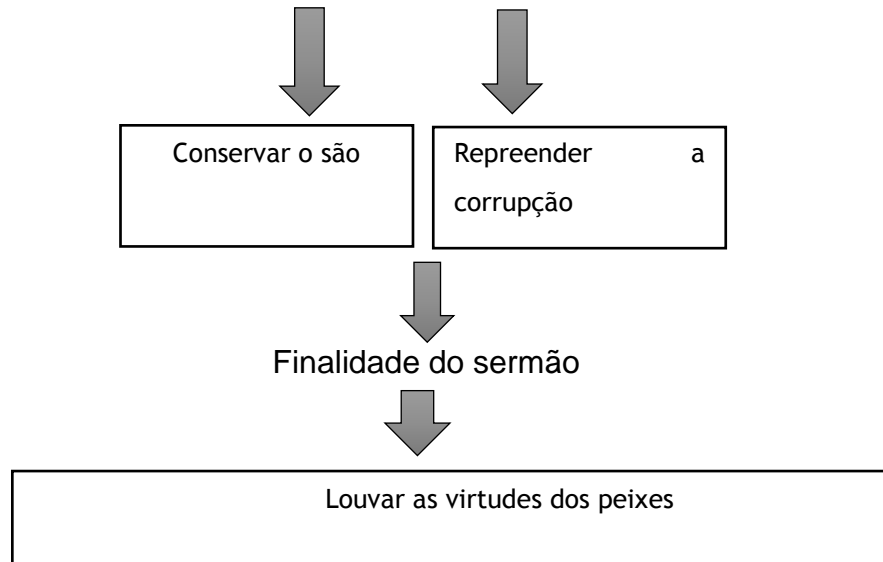 Conservar o são
Repreender a
corrupção
Finalidade do sermão
Louvar as virtudes dos peixes